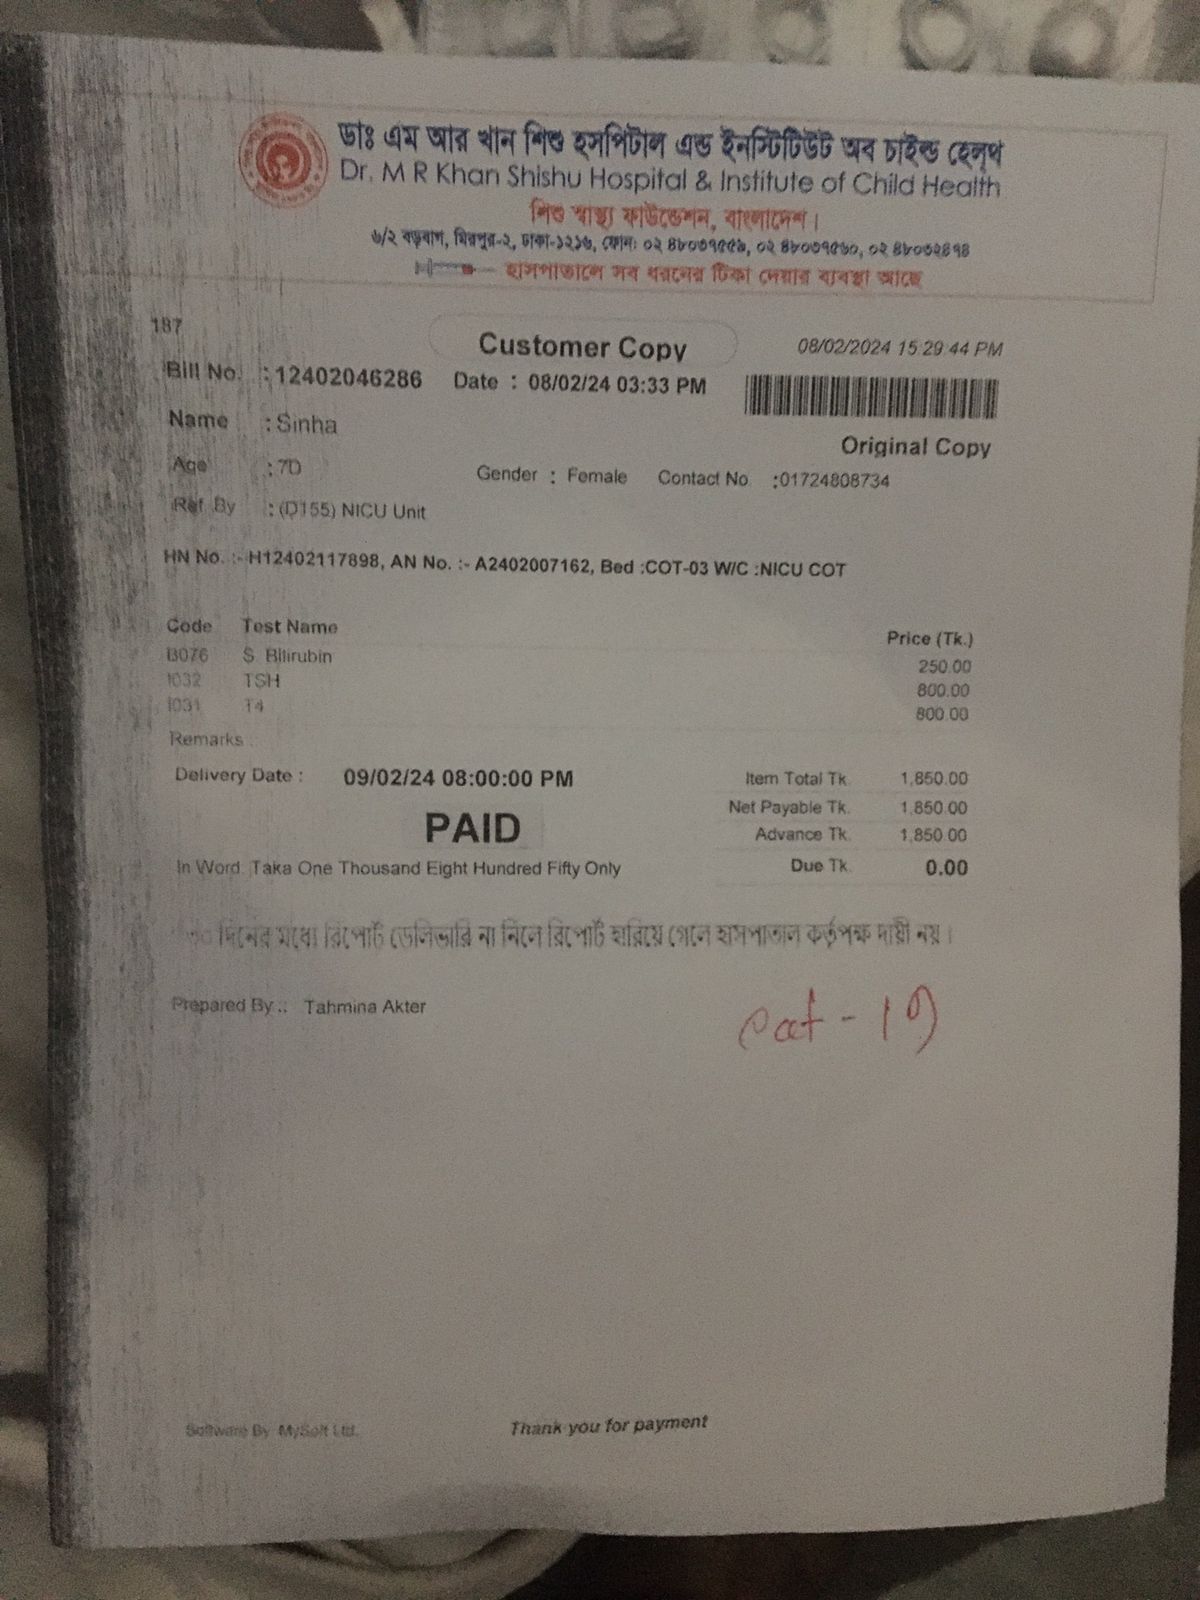 ডাঃ এম আর খান শিশু হসপিটাল এন্ড ইনস্টিটিউট অব চাইল্ড হেল্থ
Dr. M R Khan Shishu Hospital & Institute of Child Health
শিশু স্বাস্থ্য ফাউন্ডেশন, বাংলাদেশ।
৬/২ বড়বাগ, মিরপুর-২, ঢাকা-১২১৬, ফোন: ০২ ৪৮০৩৭৫৫৯, ০২ ৪৮০৩৭৫৬০, ০২ ৪৮০৩২৪৭৪
হাসপাতালে সব ধরনের টিকা দেয়ার ব্যবস্থা আছে
187
Customer Copy 08/02/2024 15:29:44 PM
Bill No. : 12402046286 Date : 08/02/24 03:33 PM
Name : Sinha
Original Copy
Age : 7D Gender : Female Contact No. :01724808734
Ref. By : (D155) NICU Unit
HN No. :- H12402117898, AN No. :- A2402007162, Bed :COT-03 W/C :NICU COT
Code Test Name Price (Tk.)
B076 S. Bilirubin 250.00
I032 TSH 800.00
I031 T4 800.00
Remarks :
Delivery Date : 09/02/24 08:00:00 PM Item Total Tk. 1,850.00
Net Payable Tk. 1,850.00
PAID Advance Tk. 1,850.00
In Word: Taka One Thousand Eight Hundred Fifty Only Due Tk. 0.00
৩০ দিনের মধ্যে রিপোর্ট ডেলিভারি না নিলে রিপোর্ট হারিয়ে গেলে হাসপাতাল কর্তৃপক্ষ দায়ী নয়।
Prepared By :: Tahmina Akter
Software By MySoft Ltd. Thank you for payment